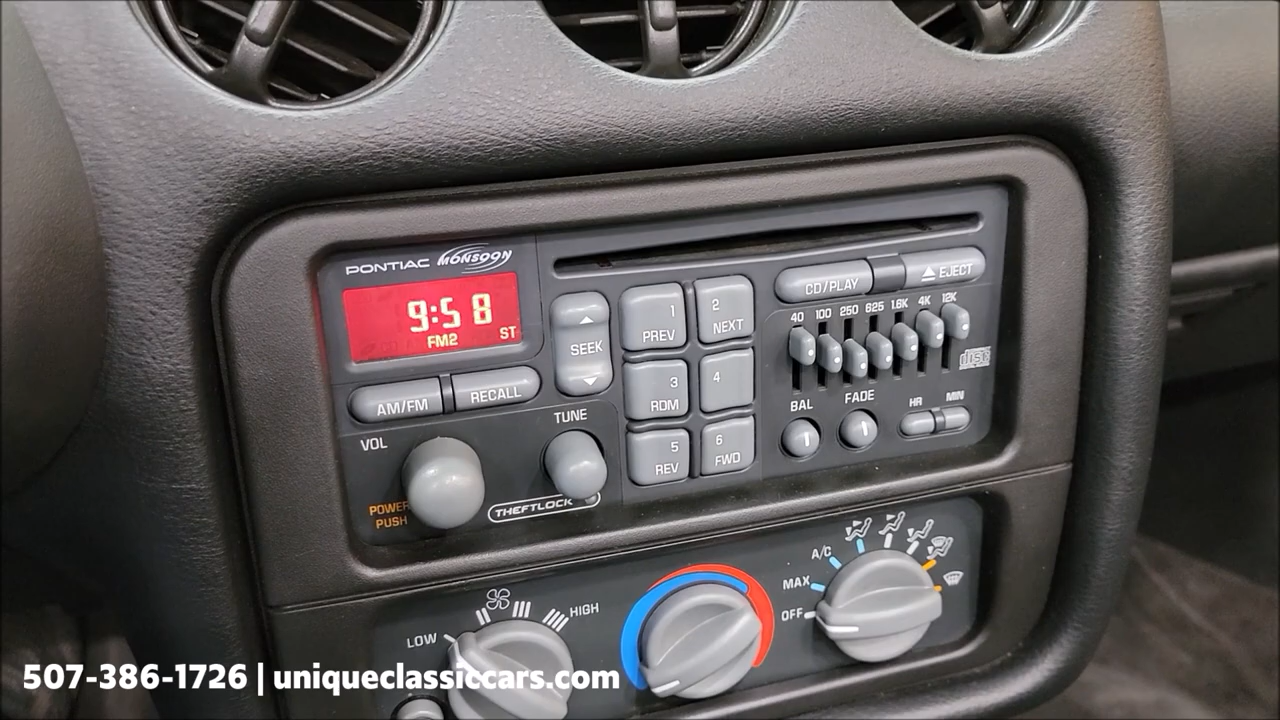 PONTIAC MONSOON
9:58
FM2 ST
AM/FM RECALL
SEEK
1 PREV
2 NEXT
3 RDM
4
5 REV
6 FWD
CD/PLAY
EJECT
40 100 250 625 1.6K 4K 12K
disc
BAL FADE HR MIN
VOL
TUNE
POWER
PUSH
THEFTLOCK
LOW
HIGH
A/C
MAX
OFF
507-386-1726 | uniqueclassiccars.com